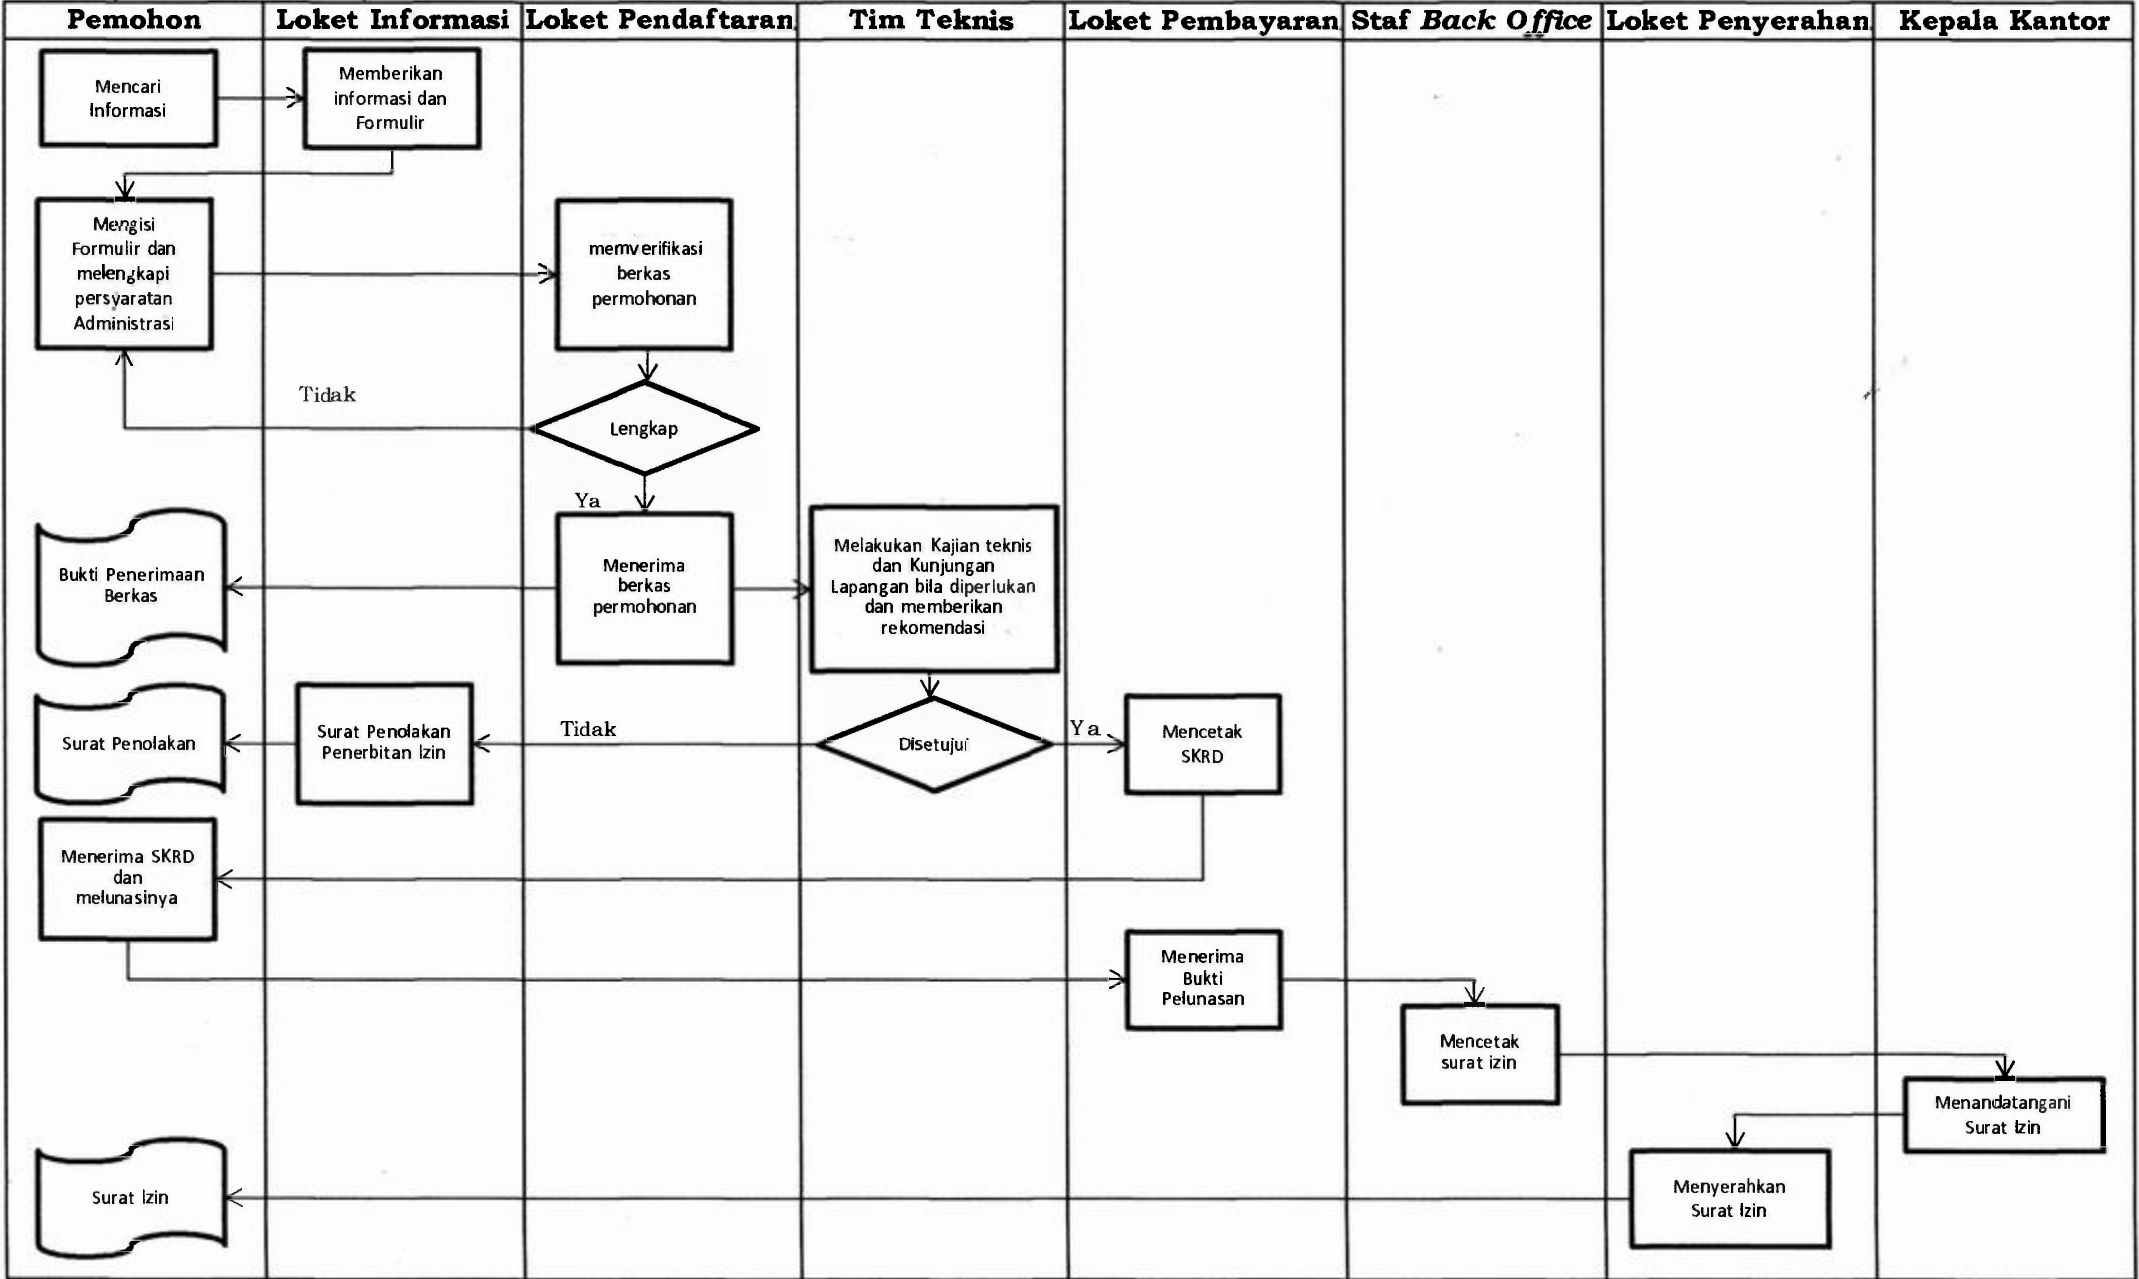 Pemohon
Loket Informasi
Loket Pendaftaran
Tim Teknis
Loket Pembayaran
Staf Back Office
Loket Penyerahan
Kepala Kantor
Mencari
Informasi
Memberikan
informasi dan
Formulir
Mengisi
Formulir dan
melengkapi
persyaratan
Administrasi
memverifikasi
berkas
permohonan
Tidak
Lengkap
Ya
Bukti Penerimaan
Berkas
Menerima
berkas
permohonan
Melakukan Kajian teknis
dan Kunjungan
Lapangan bila diperlukan
dan memberikan
rekomendasi
Surat Penolakan
Surat Penolakan
Penerbitan Izin
Tidak
Disetujui
Ya
Mencetak
SKRD
Menerima SKRD
dan
melunasinya
Menerima
Bukti
Pelunasan
Mencetak
surat izin
Menandatangani
Surat Izin
Menyerahkan
Surat Izin
Surat Izin